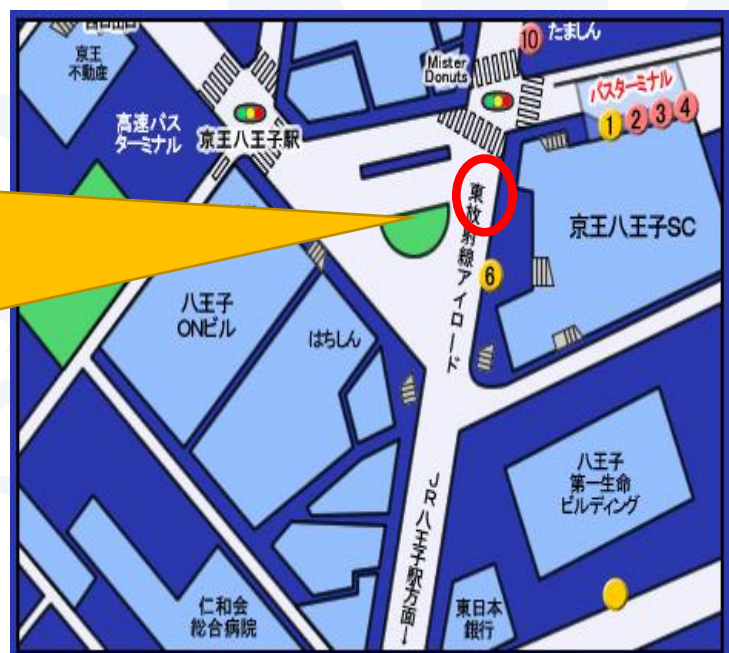 京王
不動産
高速バス
ターミナル
京王八王子駅
Mister
Donuts
10
たましん
バスターミナル
1
2
3
4
京王八王子SC
東放射線アイロード
6
八王子
ONビル
はちしん
八王子
第一生命
ビルディング
JR八王子駅方面→
仁和会
総合病院
東日本
銀行